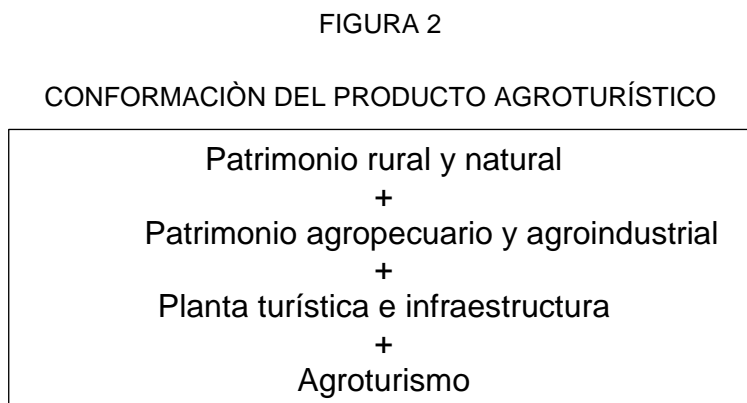 FIGURA 2
CONFORMACIÒN DEL PRODUCTO AGROTURÍSTICO
Patrimonio rural y natural
+
Patrimonio agropecuario y agroindustrial
+
Planta turística e infraestructura
+
Agroturismo